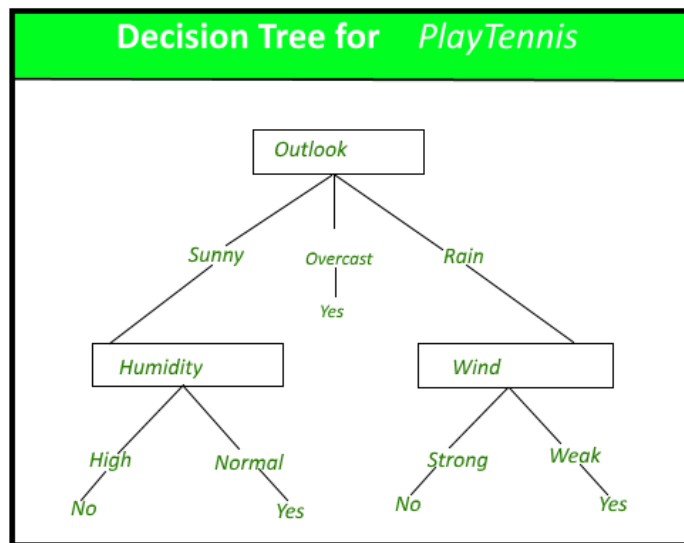 Decision Tree for PlayTennis
Outlook
Sunny Overcast Rain
Yes
Humidity Wind
High Normal Strong Weak
No Yes No Yes